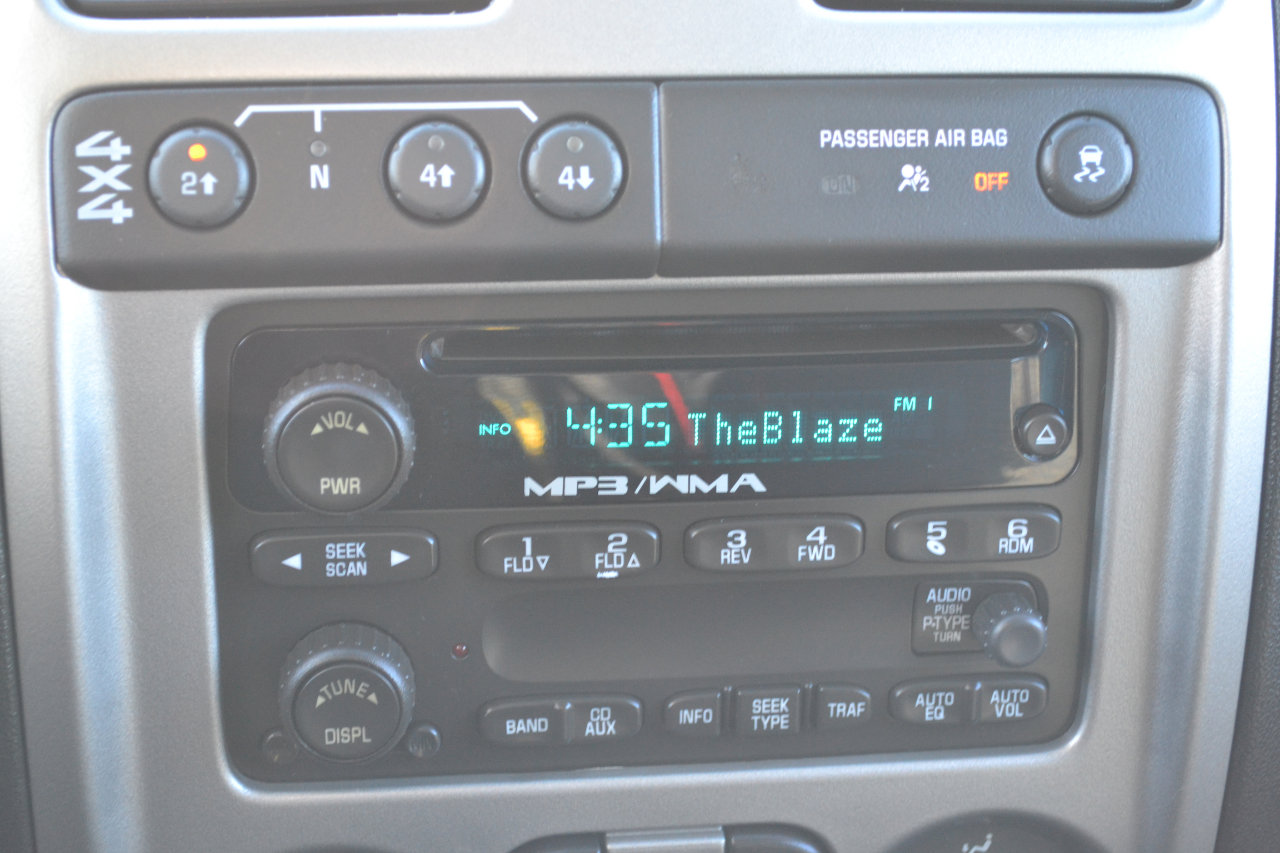 4X4
2↑
N
4↑
4↓
PASSENGER AIR BAG
ON
2
OFF
VOL
PWR
INFO 4:35 TheBlaze FM 1
MP3/WMA
SEEK
SCAN
1
FLD
2
FLD
3
REV
4
FWD
5
6
RDM
AUDIO
PUSH
P-TYPE
TURN
TUNE
DISPL
BAND
CD
AUX
INFO
SEEK
TYPE
TRAF
AUTO
EQ
AUTO
VOL